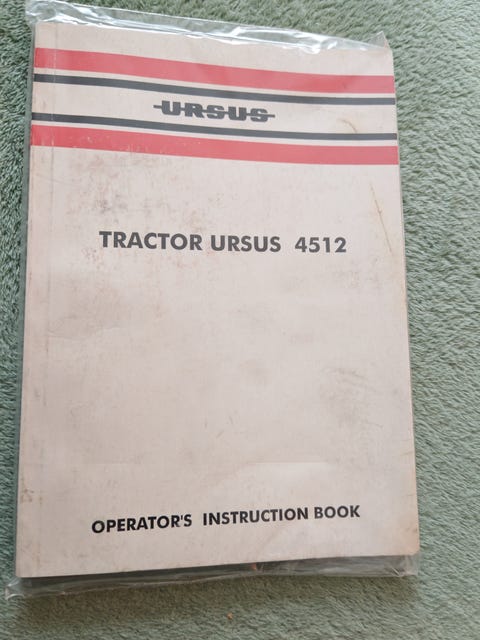 URSUS
TRACTOR URSUS 4512
OPERATOR'S INSTRUCTION BOOK